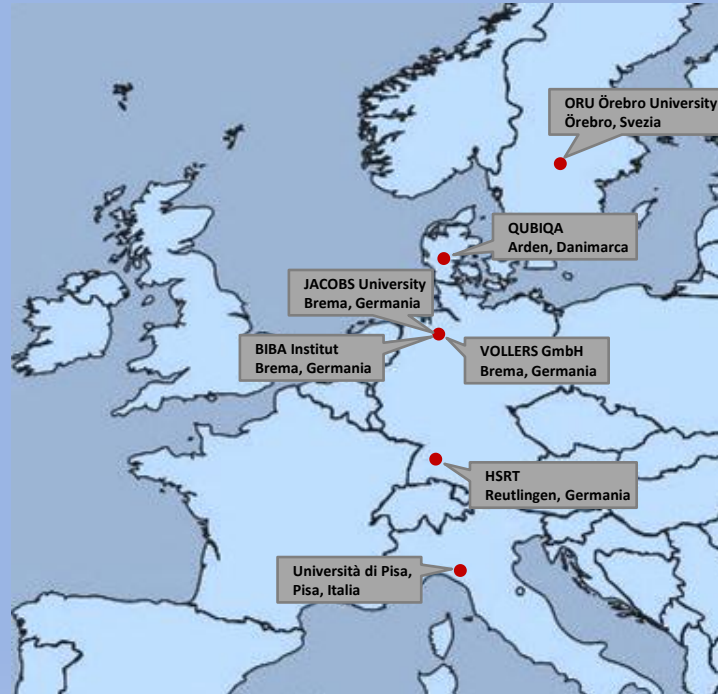 ORU Örebro University
Örebro, Svezia
QUBIQA
Arden, Danimarca
JACOBS University
Brema, Germania
BIBA Institut
Brema, Germania
VOLLERS GmbH
Brema, Germania
HSRT
Reutlingen, Germania
Università di Pisa,
Pisa, Italia